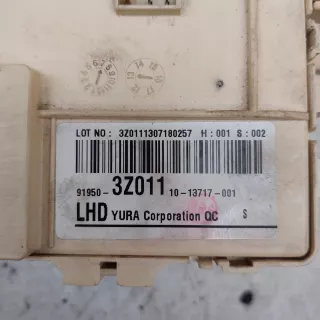 LOT NO : 3Z0111307180257 H : 001 S : 002
91950- 3Z011 10-13717-001
LHD YURA Corporation QC S